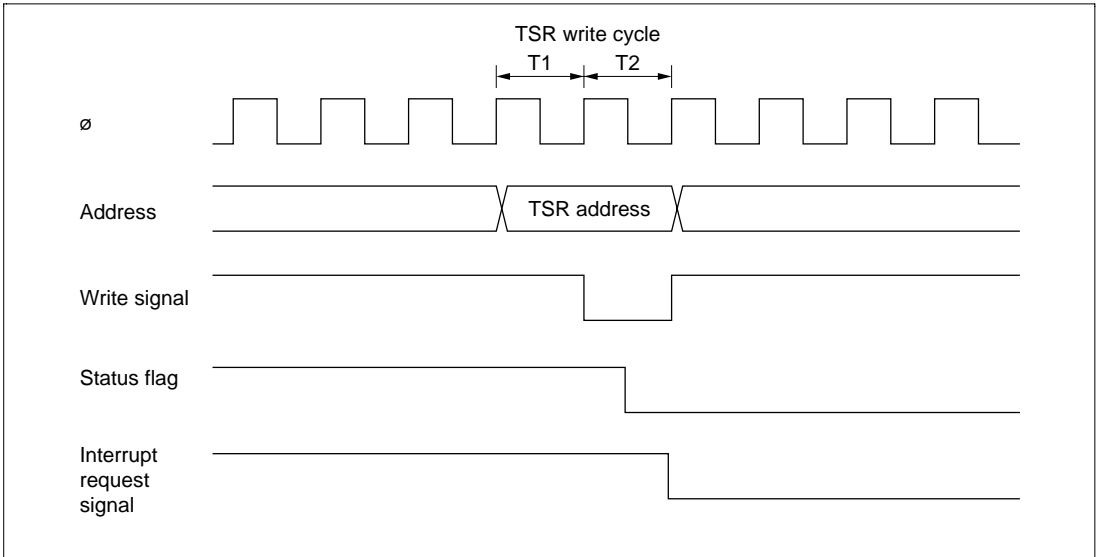 TSR write cycle
T1 T2
ø
Address
TSR address
Write signal
Status flag
Interrupt
request
signal